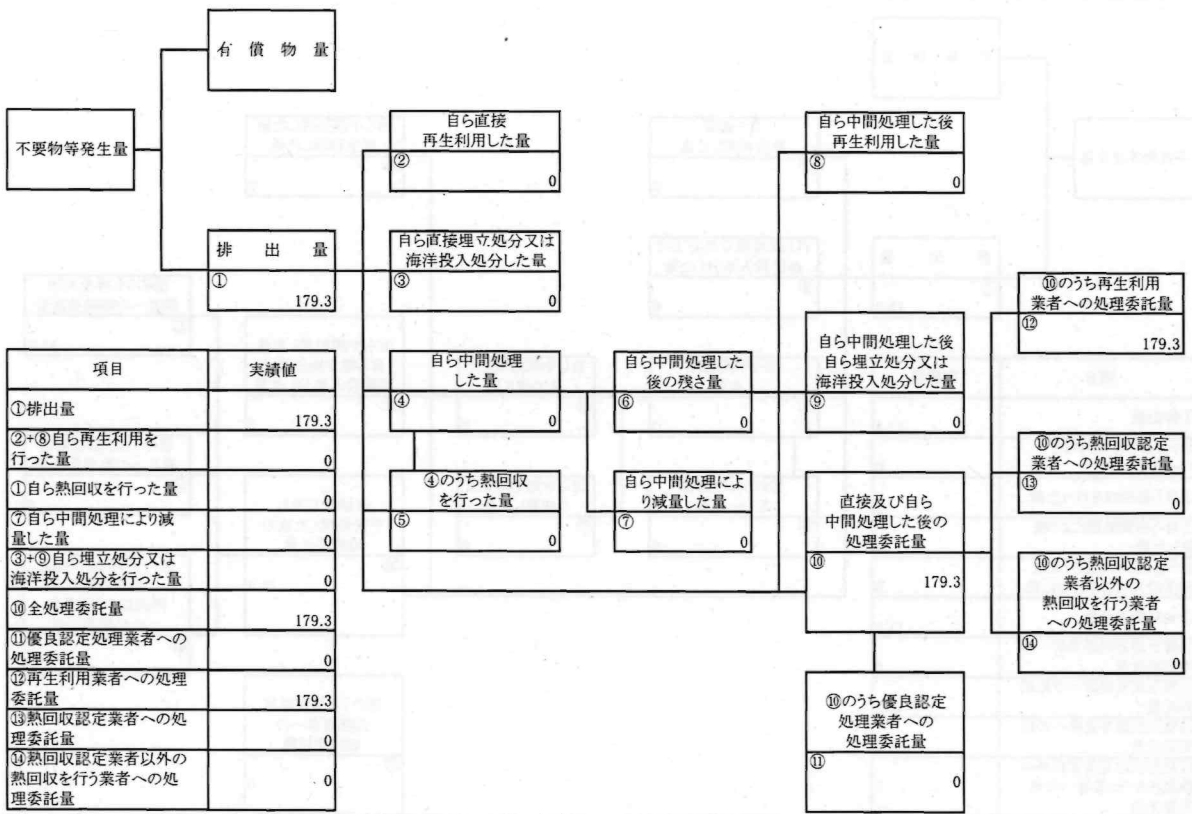 有償物量
不要物等発生量
自ら直接
再生利用した量
②
0
自ら中間処理した後
再生利用した量
⑧
0
排出量
①
179.3
自ら直接埋立処分又は
海洋投入処分した量
③
0
⑩のうち再生利用
業者への処理委託量
⑫
179.3
自ら中間処理
した量
④
0
自ら中間処理した
後の残さ量
⑥
0
自ら中間処理した後
自ら埋立処分又は
海洋投入処分した量
⑨
0
⑩のうち熱回収認定
業者への処理委託量
⑬
0
④のうち熱回収
を行った量
⑤
0
自ら中間処理によ
り減量した量
⑦
0
直接及び自ら
中間処理した後の
処理委託量
⑩
179.3
⑩のうち熱回収認定
業者以外の
熱回収を行う業者
への処理委託量
⑭
0
⑩のうち優良認定
処理業者への
処理委託量
⑪
0
項目 実績値
①排出量 179.3
②+⑧自ら再生利用を
行った量 0
①自ら熱回収を行った量 0
⑦自ら中間処理により減
量した量 0
③+⑨自ら埋立処分又は
海洋投入処分を行った量 0
⑩全処理委託量 179.3
⑪優良認定処理業者への
処理委託量 0
⑫再生利用業者への処理
委託量 179.3
⑬熱回収認定業者への処
理委託量 0
⑭熱回収認定業者以外の
熱回収を行う業者への処
理委託量 0